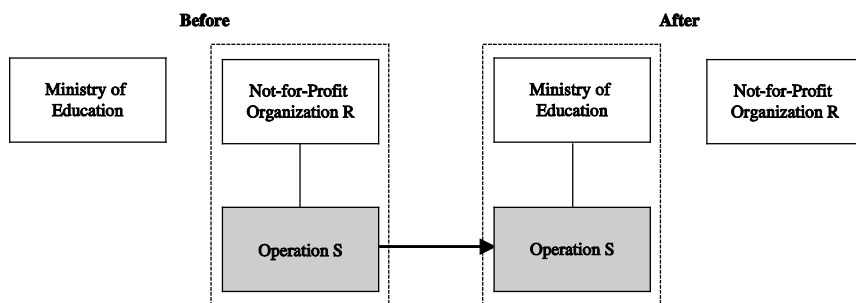 Before
After
Ministry of
Education
Not-for-Profit
Organization R
Ministry of
Education
Not-for-Profit
Organization R
Operation S
Operation S